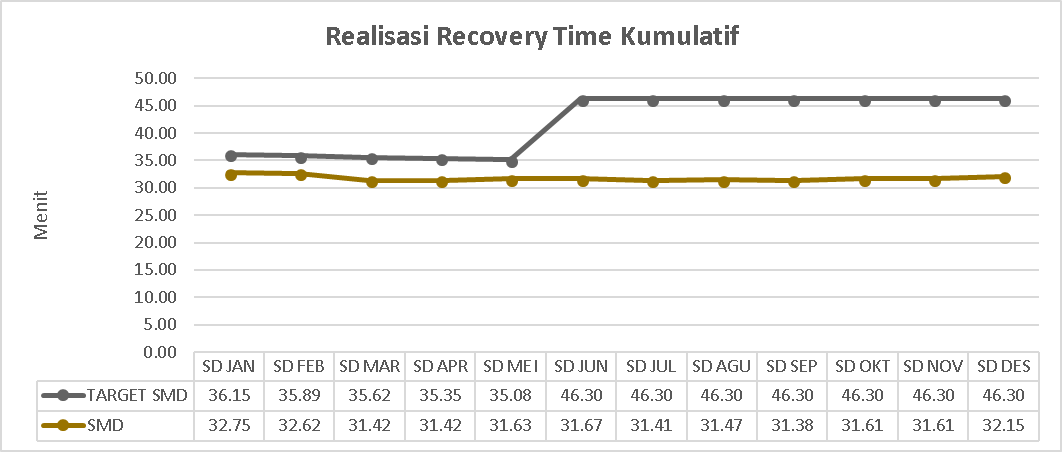 Realisasi Recovery Time Kumulatif
Menit
50.00
45.00
40.00
35.00
30.00
25.00
20.00
15.00
10.00
5.00
0.00
SD JAN SD FEB SD MAR SD APR SD MEI SD JUN SD JUL SD AGU SD SEP SD OKT SD NOV SD DES
TARGET SMD 36.15 35.89 35.62 35.35 35.08 46.30 46.30 46.30 46.30 46.30 46.30 46.30
SMD 32.75 32.62 31.42 31.42 31.63 31.67 31.41 31.47 31.38 31.61 31.61 32.15